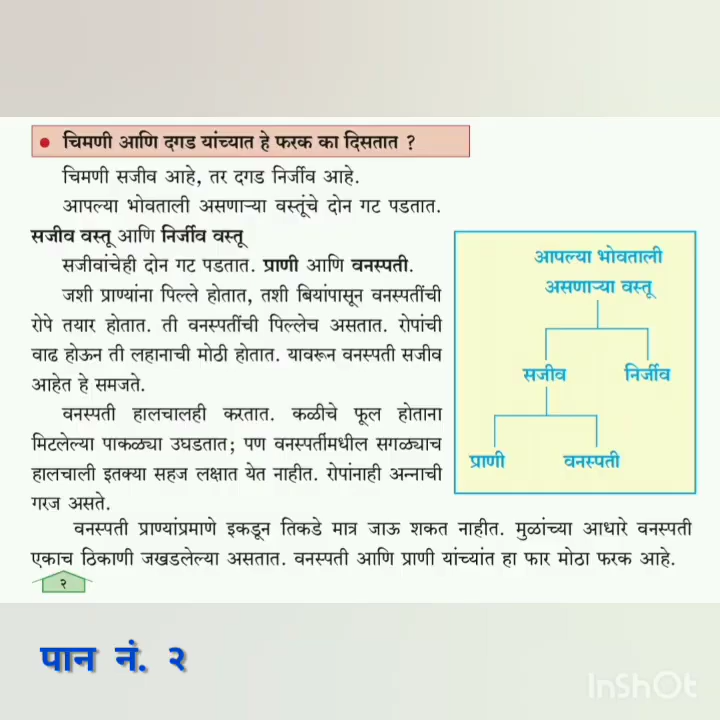 • चिमणी आणि दगड यांच्यात हे फरक का दिसतात ?
चिमणी सजीव आहे, तर दगड निर्जीव आहे.
आपल्या भोवताली असणाऱ्या वस्तूंचे दोन गट पडतात.
सजीव वस्तू आणि निर्जीव वस्तू
सजीवांचेही दोन गट पडतात. प्राणी आणि वनस्पती.
जशी प्राण्यांना पिल्ले होतात, तशी बियांपासून वनस्पतींची
रोपे तयार होतात. ती वनस्पतींची पिल्लेच असतात. रोपांची
वाढ होऊन ती लहानाची मोठी होतात. यावरून वनस्पती सजीव
आहेत हे समजते.
वनस्पती हालचालही करतात. कळीचे फूल होताना
मिटलेल्या पाकळ्या उघडतात; पण वनस्पतींमधील सगळ्याच
हालचाली इतक्या सहज लक्षात येत नाहीत. रोपांनाही अन्नाची
गरज असते.
आपल्या भोवताली
असणाऱ्या वस्तू
सजीव
निर्जीव
प्राणी
वनस्पती
वनस्पती प्राण्यांप्रमाणे इकडून तिकडे मात्र जाऊ शकत नाहीत. मुळांच्या आधारे वनस्पती
एकाच ठिकाणी जखडलेल्या असतात. वनस्पती आणि प्राणी यांच्यांत हा फार मोठा फरक आहे.
२
पान नं. २
InShOt